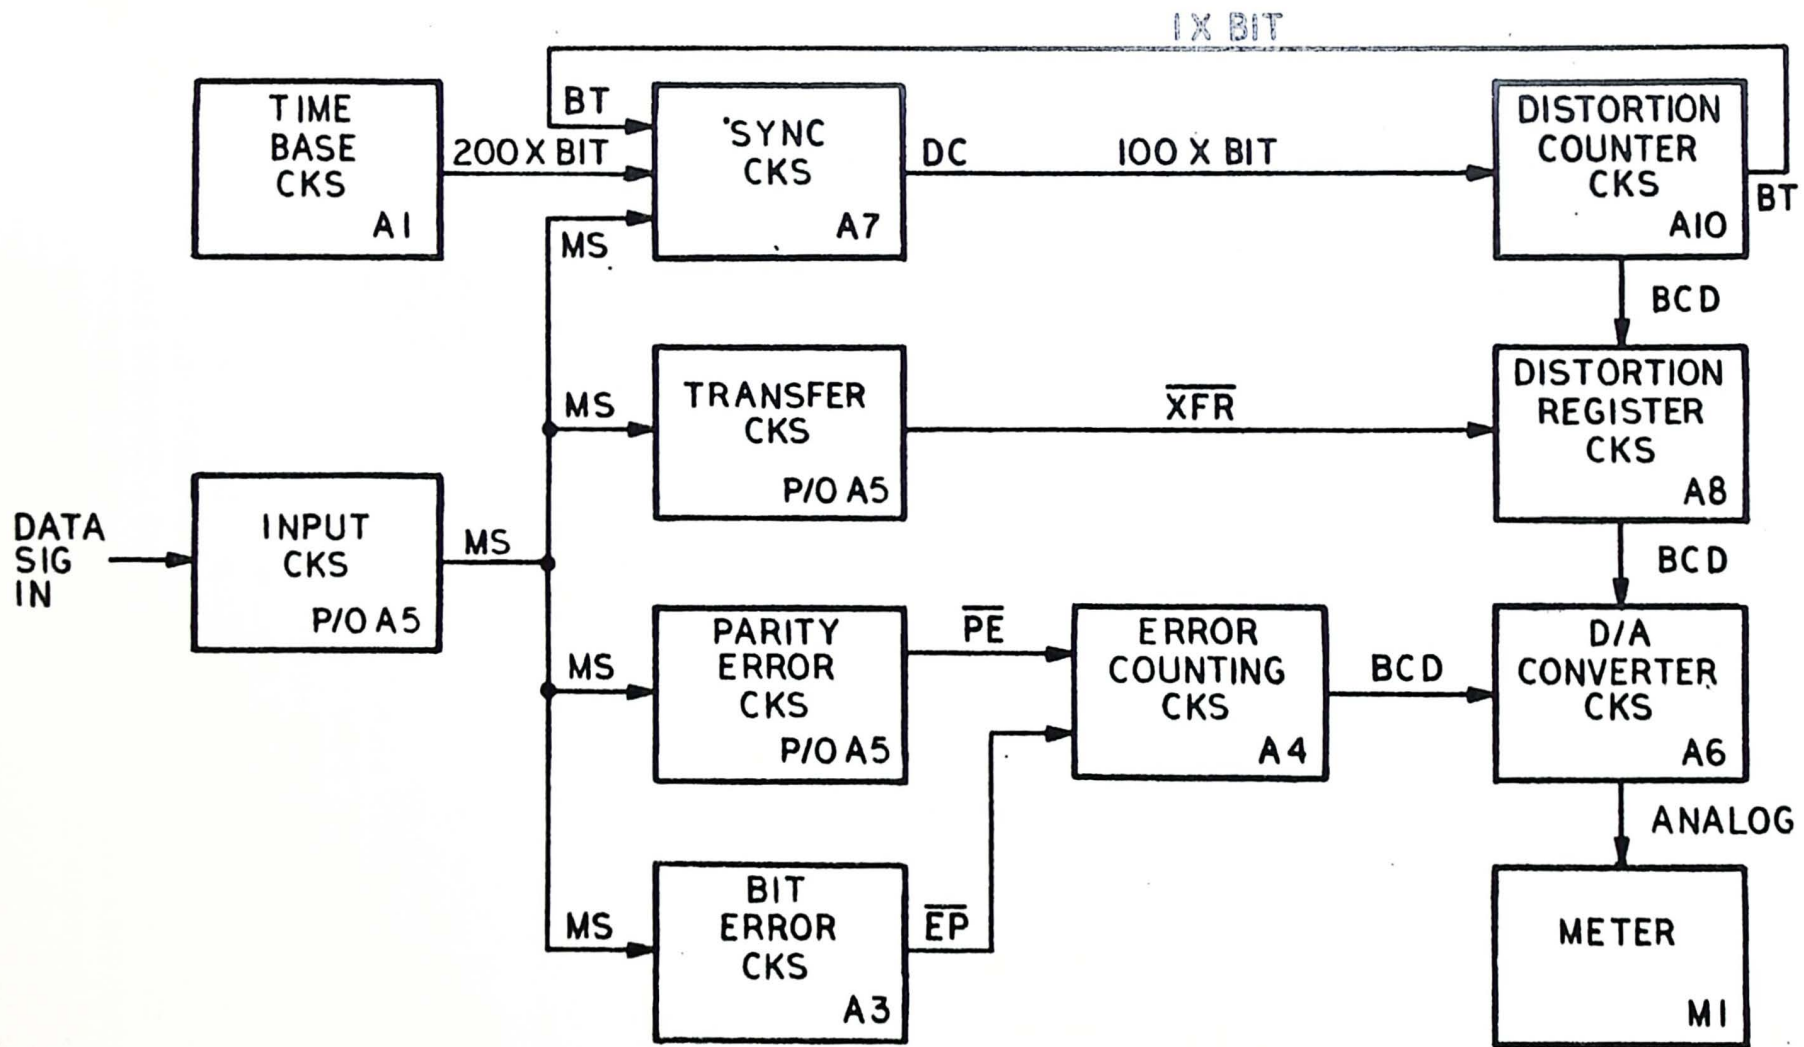 1X BIT
TIME
BASE
CKS
A1
200X BIT
BT
MS
SYNC
CKS
A7
DC
100 X BIT
DISTORTION
COUNTER
CKS
A10
BT
BCD
MS
TRANSFER
CKS
P/O A5
X̅F̅R̅
DISTORTION
REGISTER
CKS
A8
BCD
DATA
SIG
IN
INPUT
CKS
P/O A5
MS
MS
PARITY
ERROR
CKS
P/O A5
P̅E̅
ERROR
COUNTING
CKS
A4
BCD
D/A
CONVERTER
CKS
A6
ANALOG
MS
BIT
ERROR
CKS
A3
E̅P̅
METER
M1